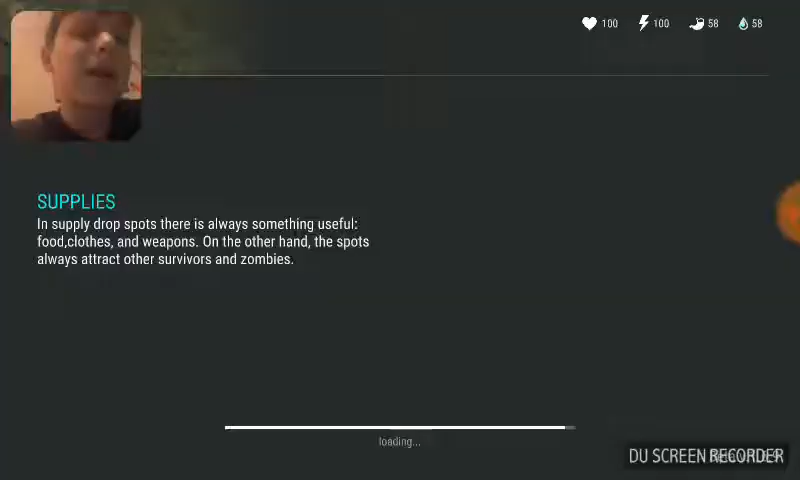 100 100 58 58
SUPPLIES
In supply drop spots there is always something useful:
food,clothes, and weapons. On the other hand, the spots
always attract other survivors and zombies.
loading...
DU SCREEN RECORDER